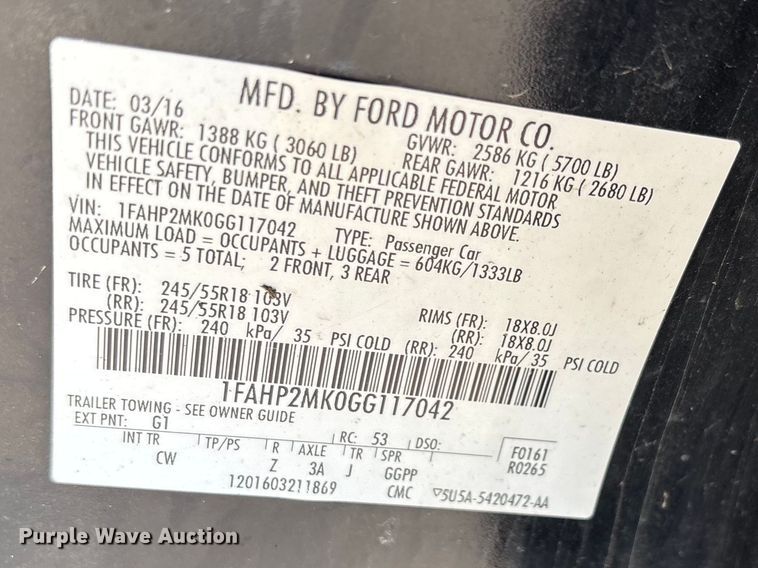 MFD. BY FORD MOTOR CO.
DATE: 03/16 GVWR: 2586 KG ( 5700 LB)
FRONT GAWR: 1388 KG ( 3060 LB) REAR GAWR: 1216 KG ( 2680 LB)
THIS VEHICLE CONFORMS TO ALL APPLICABLE FEDERAL MOTOR
VEHICLE SAFETY, BUMPER, AND THEFT PREVENTION STANDARDS
IN EFFECT ON THE DATE OF MANUFACTURE SHOWN ABOVE.
VIN: 1FAHP2MK0GG117042 TYPE: Passenger Car
MAXIMUM LOAD = OCCUPANTS + LUGGAGE = 604KG/1333LB
OCCUPANTS = 5 TOTAL; 2 FRONT, 3 REAR
TIRE (FR): 245/55R18 103V RIMS (FR): 18X8.0J
(RR): 245/55R18 103V (RR): 18X8.0J
PRESSURE (FR): 240 kPa/ 35 PSI COLD (RR): 240 kPa/ 35 PSI COLD
1FAHP2MK0GG117042
TRAILER TOWING - SEE OWNER GUIDE
EXT PNT: G1 RC: 53 DSO: F0161
INT TR TP/PS R AXLE TR SPR R0265
CW Z 3A J GGPP
1201603211869 CMC ▽5U5A-5420472-AA
Purple Wave Auction